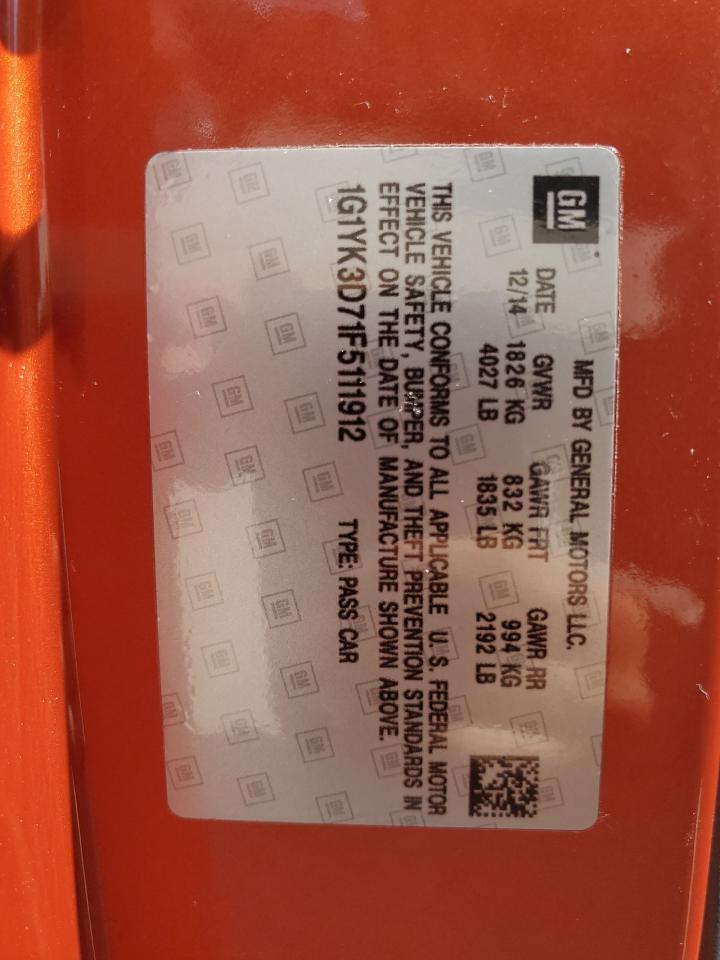 GM
MFD BY GENERAL MOTORS LLC.
DATE GVWR GAWR FRT GAWR RR
12/14 1826 KG 832 KG 994 KG
4027 LB 1835 LB 2192 LB
THIS VEHICLE CONFORMS TO ALL APPLICABLE U.S. FEDERAL MOTOR
VEHICLE SAFETY, BUMPER, AND THEFT PREVENTION STANDARDS IN
EFFECT ON THE DATE OF MANUFACTURE SHOWN ABOVE.
1G1YK3D71F5111912 TYPE: PASS CAR